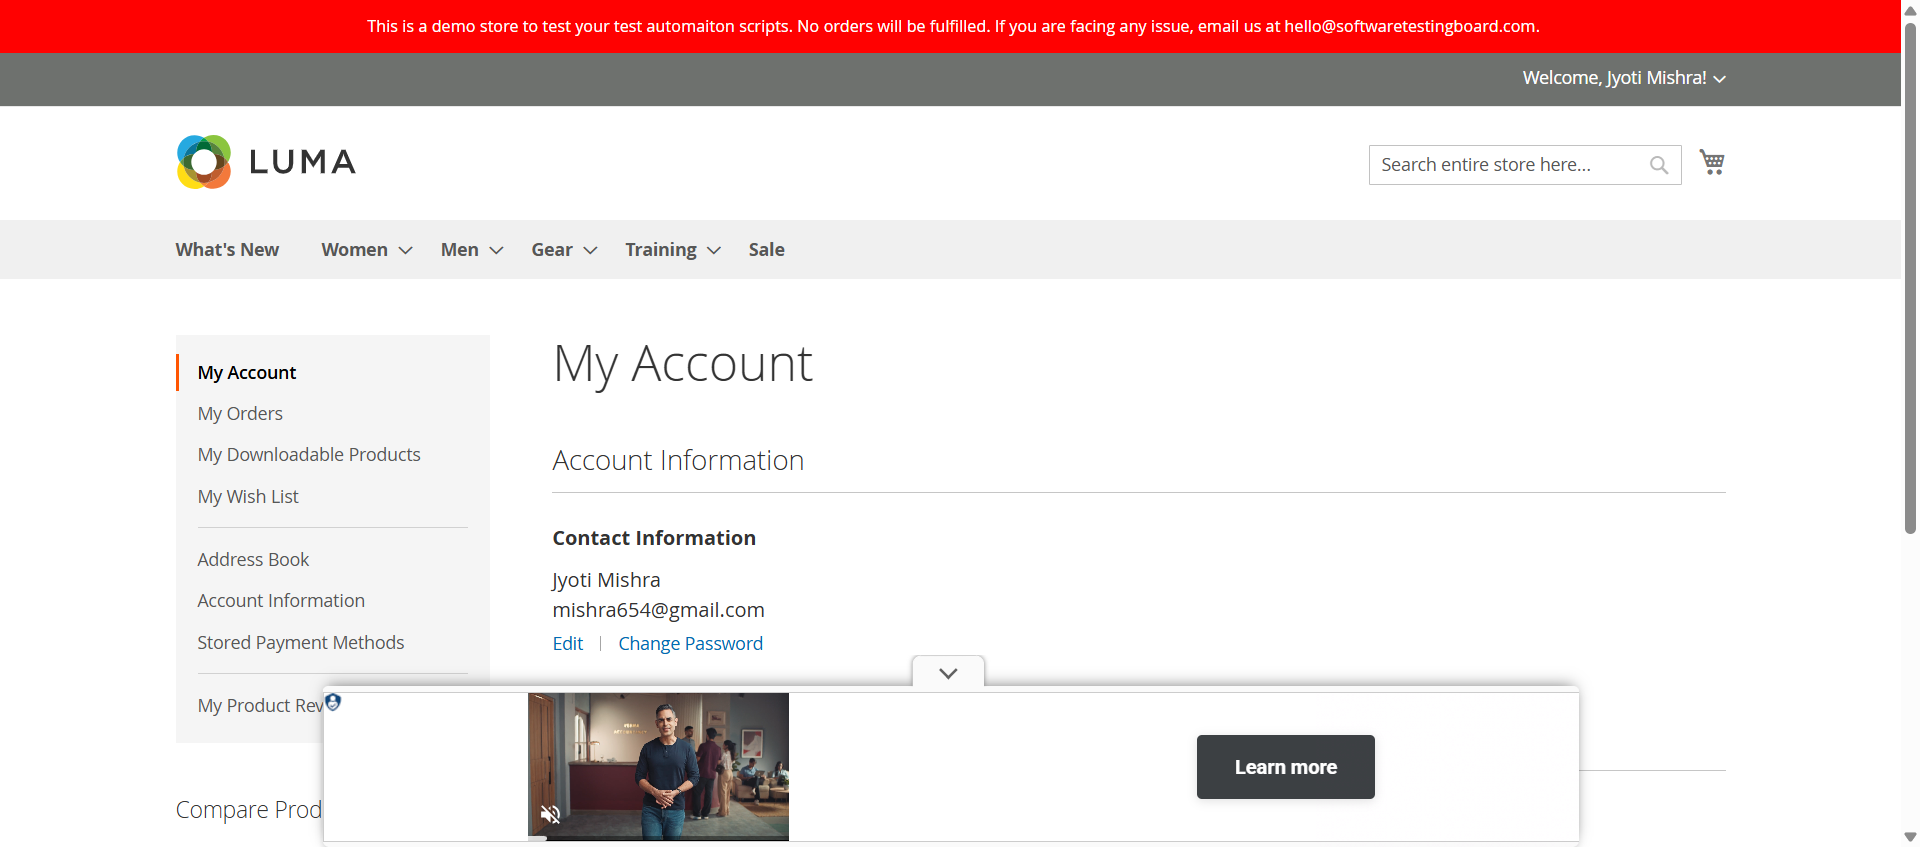 This is a demo store to test your test automaiton scripts. No orders will be fulfilled. If you are facing any issue, email us at hello@softwaretestingboard.com.
Welcome, Jyoti Mishra!
LUMA
Search entire store here...
What's New Women Men Gear Training Sale
My Account
My Orders
My Downloadable Products
My Wish List
Address Book
Account Information
Stored Payment Methods
My Product Rev
Compare Prod
My Account
Account Information
Contact Information
Jyoti Mishra
mishra654@gmail.com
Edit | Change Password
Learn more